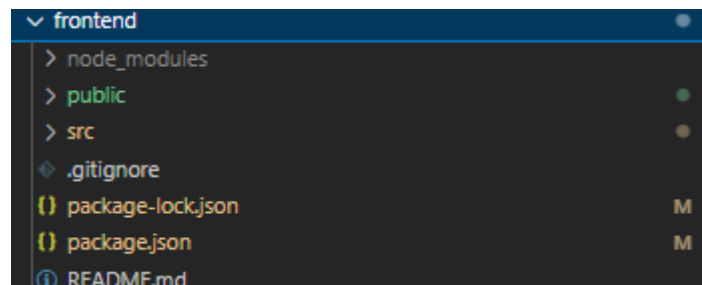 frontend
node_modules
public
src
.gitignore
package-lock.json M
package.json M
README.md